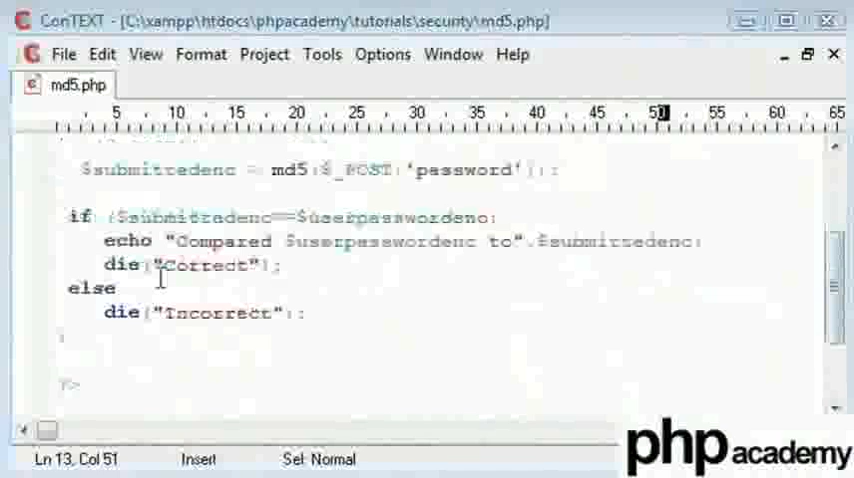 ConTEXT - [C:\xampp\htdocs\phpacademy\tutorials\security\md5.php]
File Edit View Format Project Tools Options Window Help
md5.php
5 10 15 20 25 30 35 40 45 50 55 60 65
$submittedenc = md5($_POST['password']);
if ($submittedenc==$userpasswordenc)
echo "Compared $userpasswordenc to".$submittedenc;
die("Correct");
else
die("Incorrect");
}
?>
Ln 13, Col 51 Insert Sel: Normal
php academy